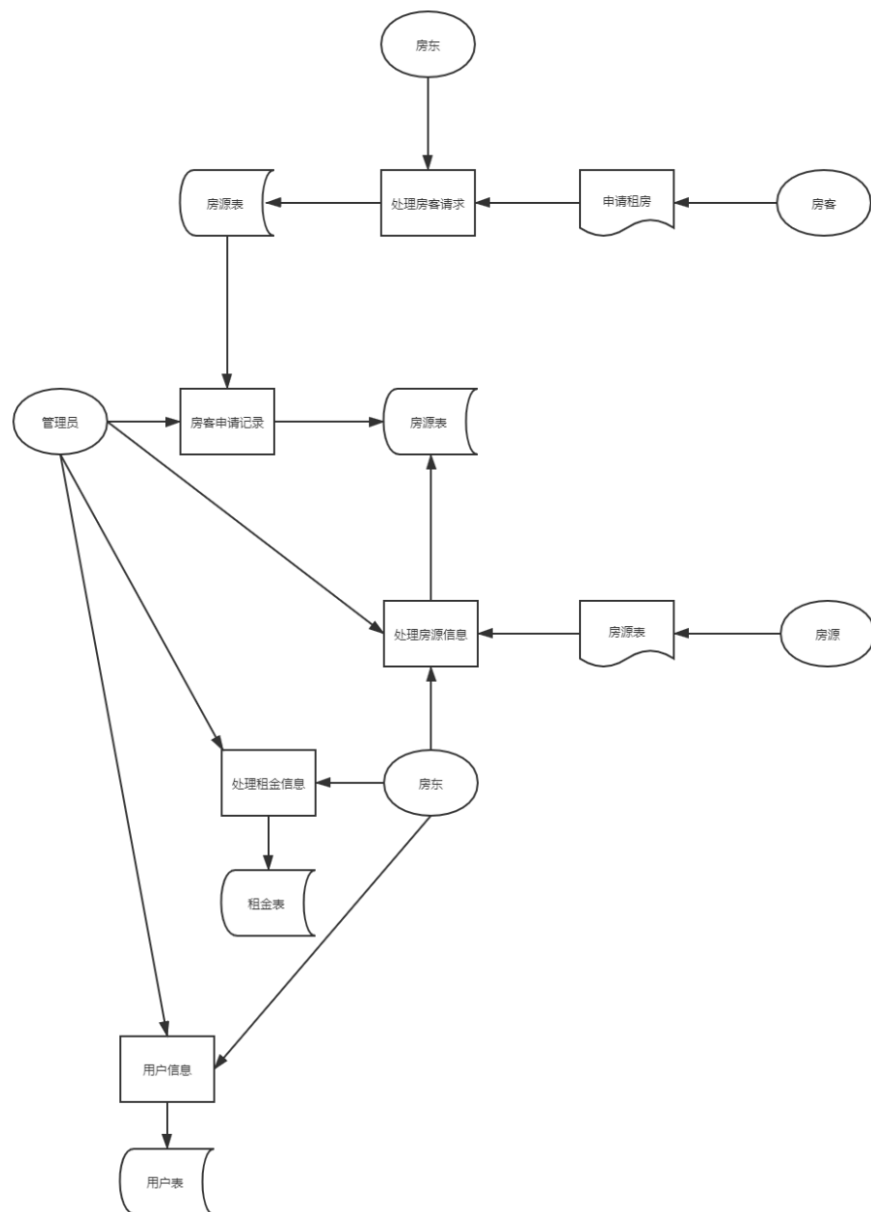 房东
房源表
处理房客请求
申请租房
房客
管理员
房客申请记录
房源表
处理房源信息
房源表
房源
处理租金信息
房东
租金表
用户信息
用户表